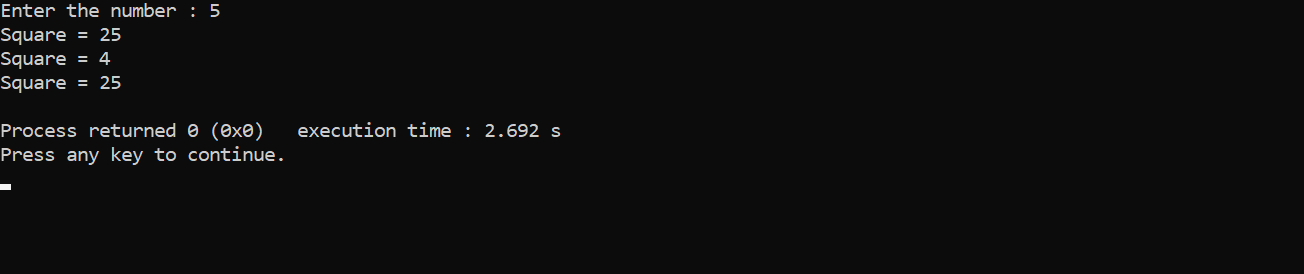 Enter the number : 5
Square = 25
Square = 4
Square = 25
Process returned 0 (0x0)   execution time : 2.692 s
Press any key to continue.